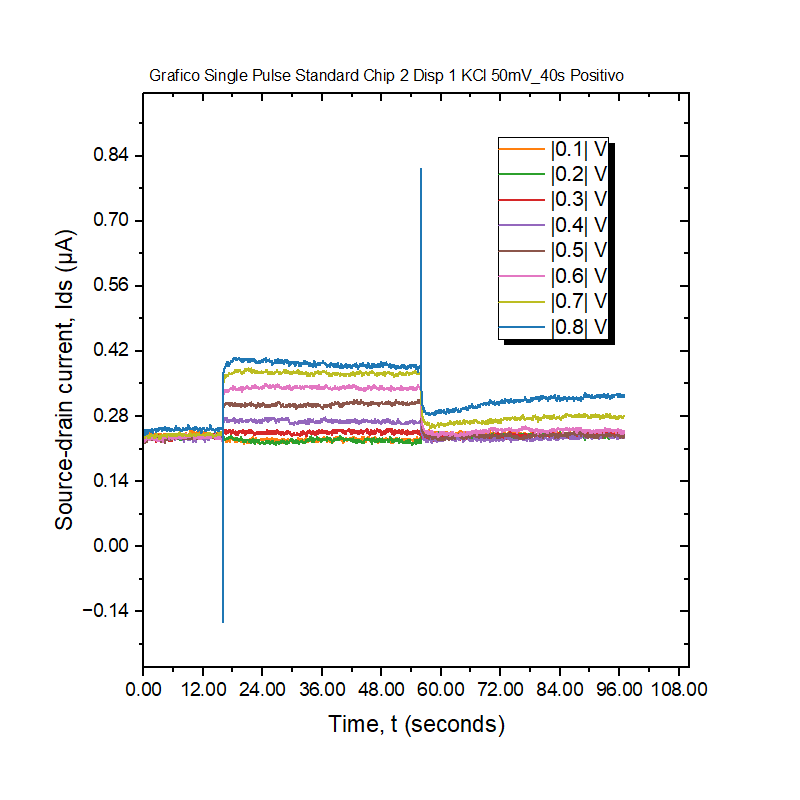 Grafico Single Pulse Standard Chip 2 Disp 1 KCl 50mV_40s Positivo
|0.1| V
|0.2| V
|0.3| V
|0.4| V
|0.5| V
|0.6| V
|0.7| V
|0.8| V
Source-drain current, Ids (μA)
0.84
0.70
0.56
0.42
0.28
0.14
0.00
−0.14
0.00 12.00 24.00 36.00 48.00 60.00 72.00 84.00 96.00 108.00
Time, t (seconds)